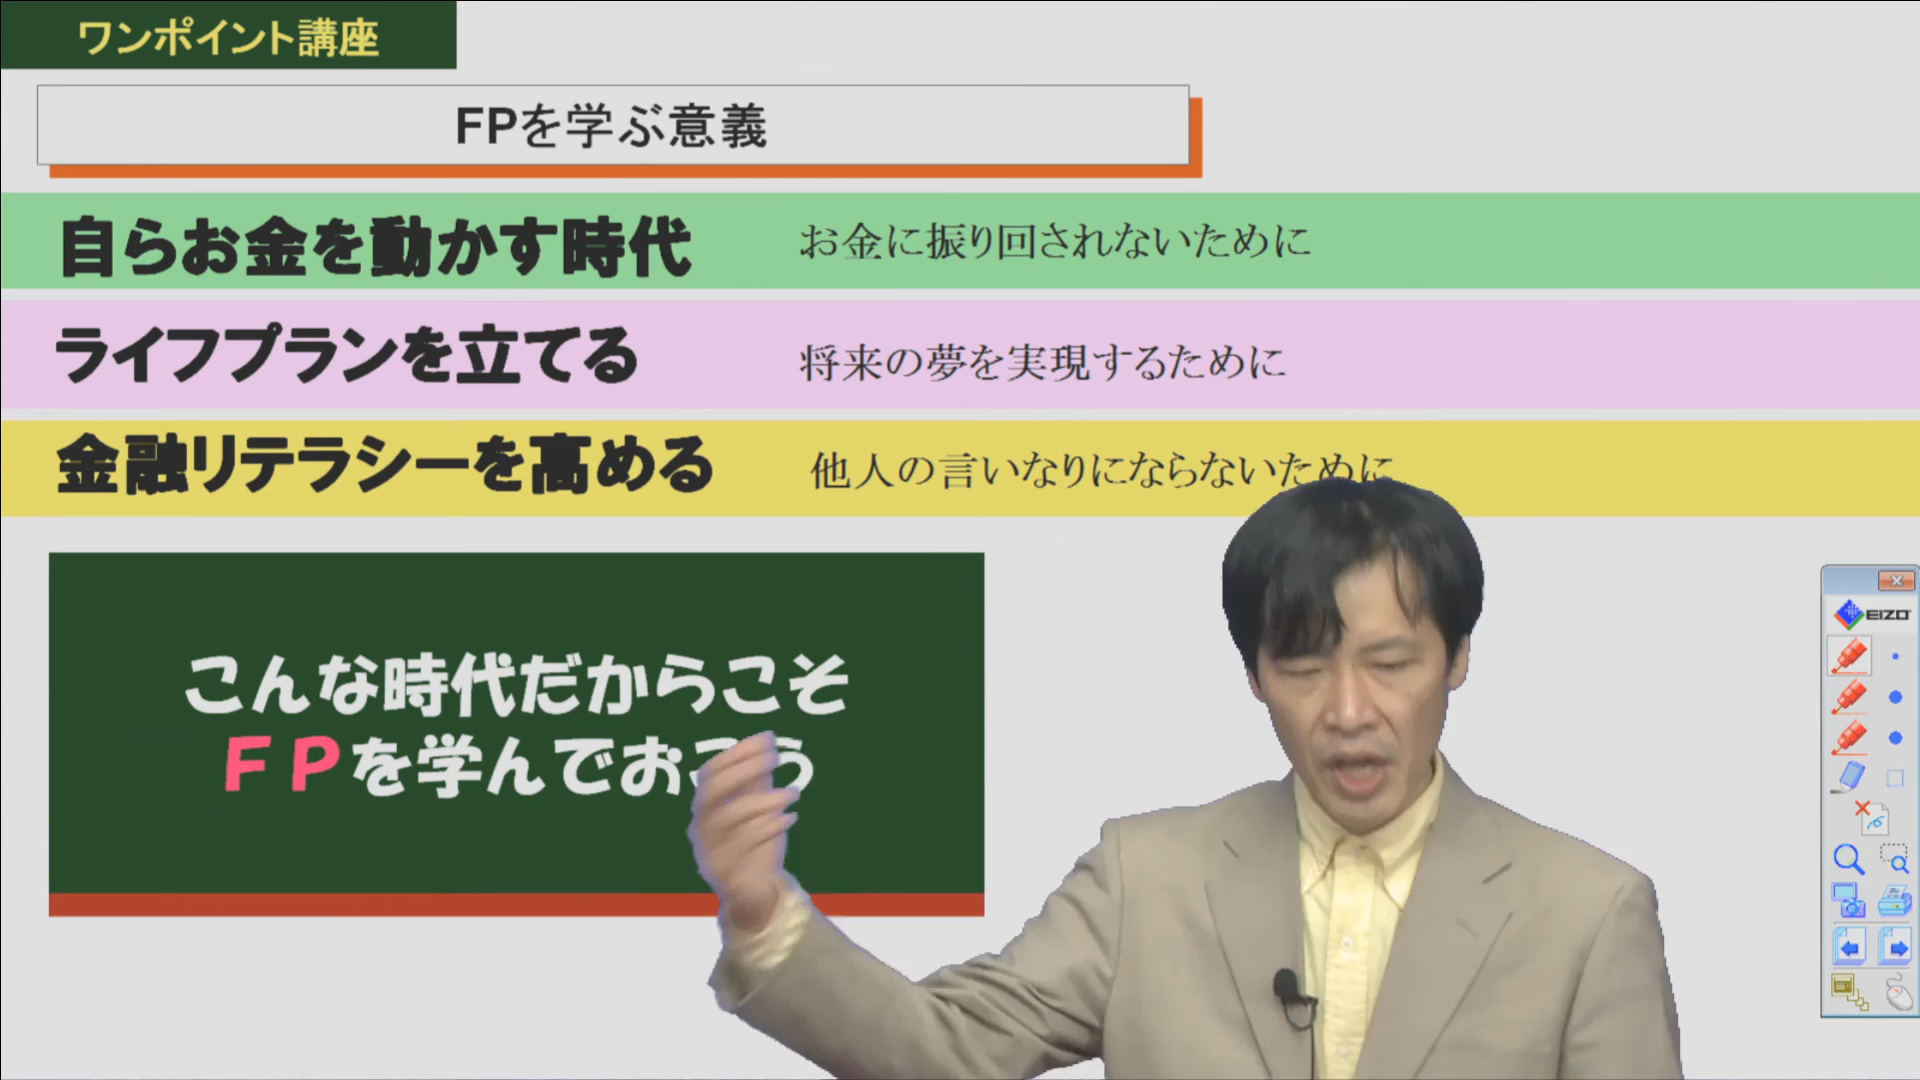 ワンポイント講座
FPを学ぶ意義
自らお金を動かす時代 お金に振り回されないために
ライフプランを立てる 将来の夢を実現するために
金融リテラシーを高める 他人の言いなりにならないために
こんな時代だからこそ
FPを学んでおこう
EIZO